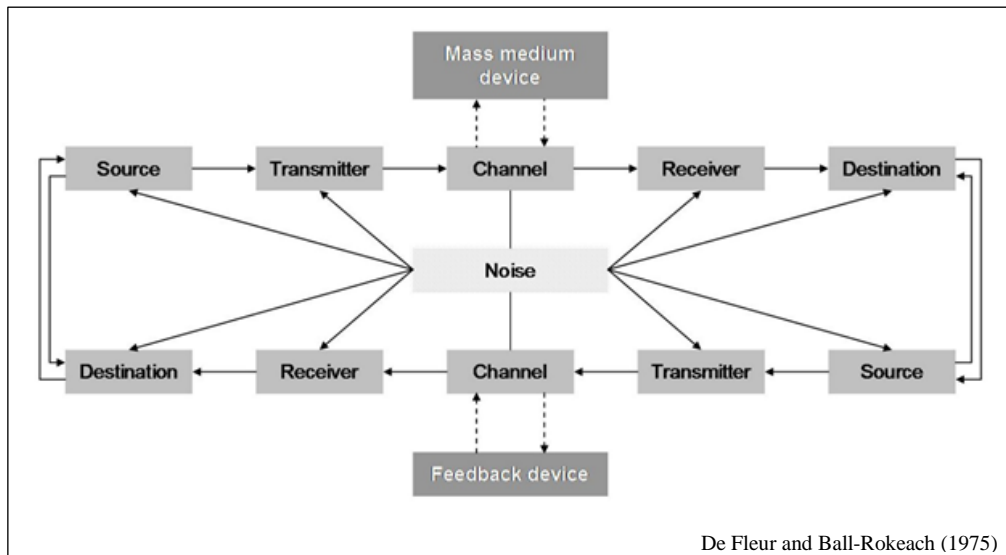 Mass medium
device
Source
Transmitter
Channel
Receiver
Destination
Noise
Destination
Receiver
Channel
Transmitter
Source
Feedback device
De Fleur and Ball-Rokeach (1975)